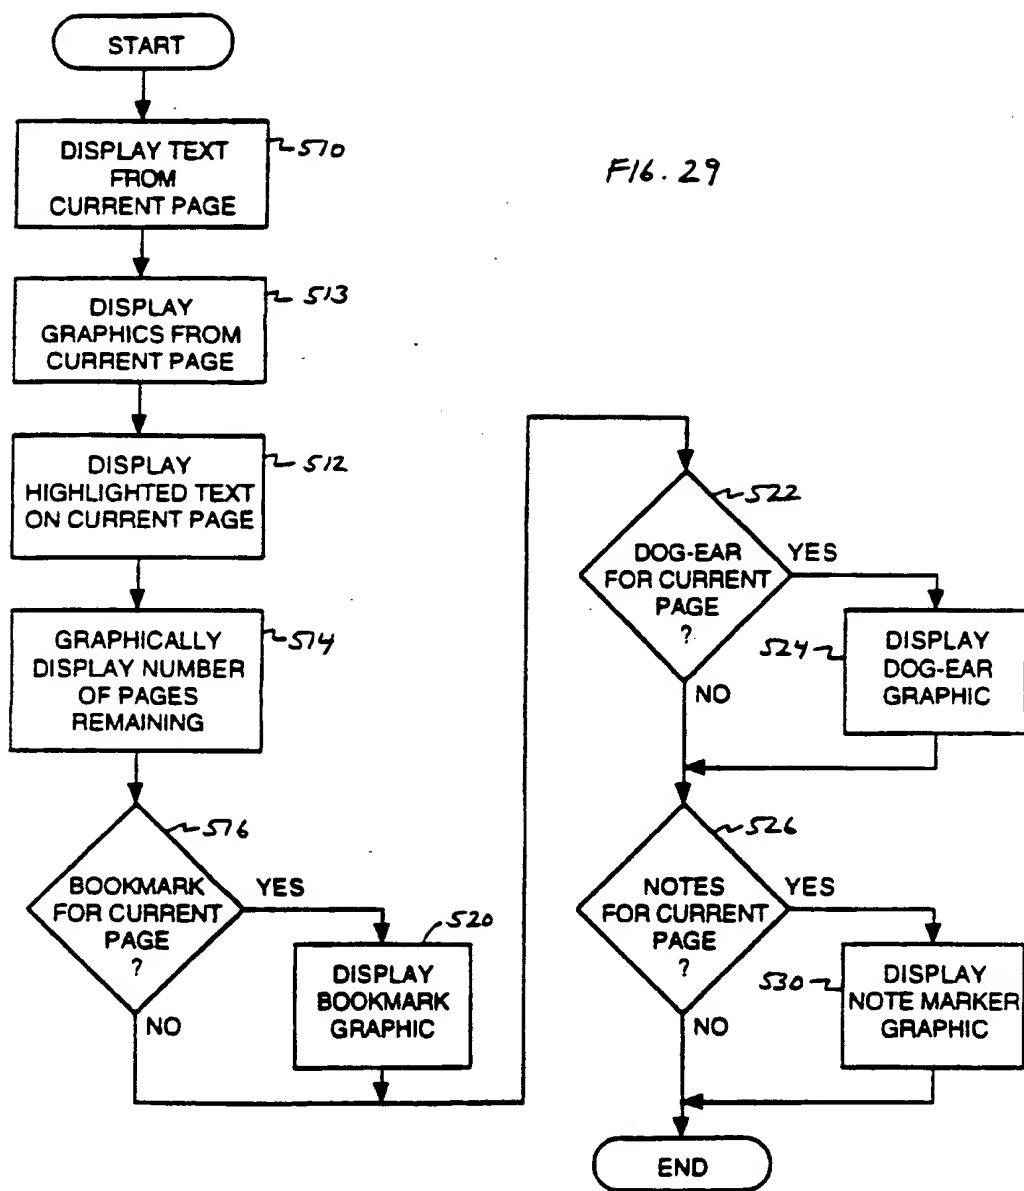 START
DISPLAY TEXT
FROM
CURRENT PAGE
510
FIG. 29
DISPLAY
GRAPHICS FROM
CURRENT PAGE
513
DISPLAY
HIGHLIGHTED TEXT
ON CURRENT PAGE
512
GRAPHICALLY
DISPLAY NUMBER
OF PAGES
REMAINING
514
BOOKMARK
FOR CURRENT
PAGE
?
516
YES
NO
520
DISPLAY
BOOKMARK
GRAPHIC
522
DOG-EAR
FOR CURRENT
PAGE
?
YES
NO
524
DISPLAY
DOG-EAR
GRAPHIC
526
NOTES
FOR CURRENT
PAGE
?
YES
NO
530
DISPLAY
NOTE MARKER
GRAPHIC
END